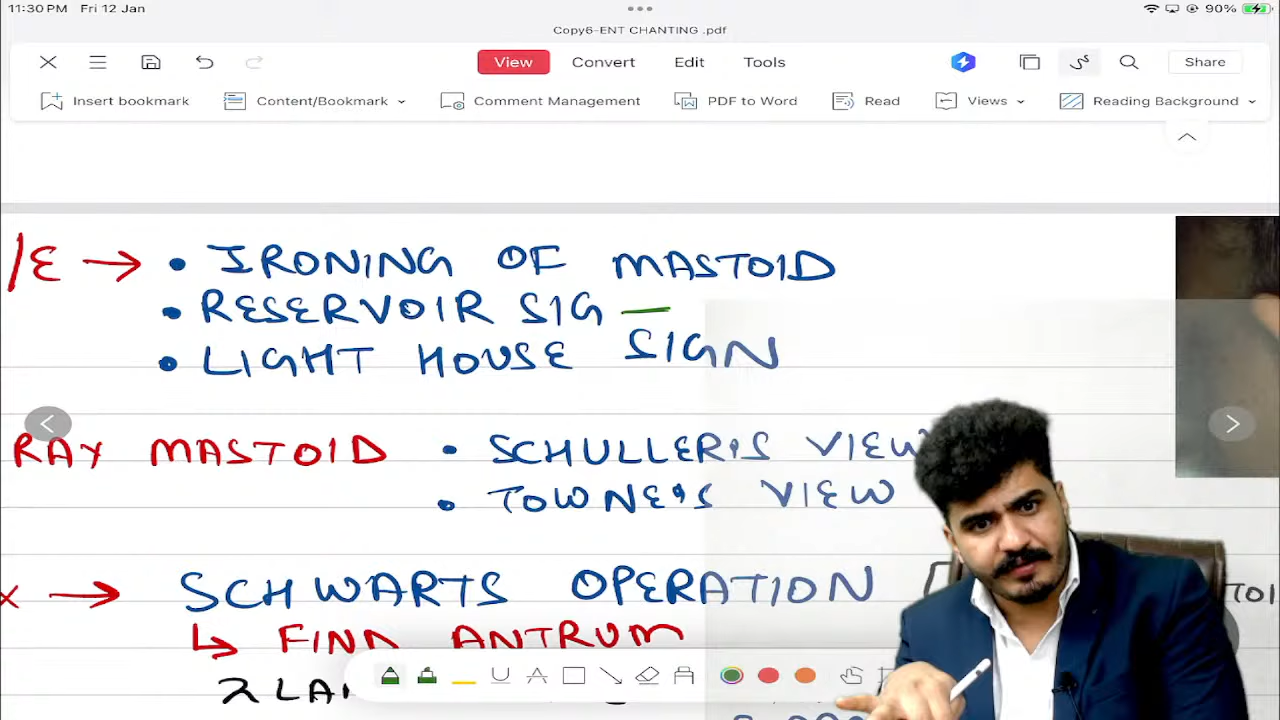 11:30 PM Fri 12 Jan
90%
Copy6-ENT CHANTING .pdf
View Convert Edit Tools Share
Insert bookmark Content/Bookmark Comment Management PDF to Word Read Views Reading Background
/E → • IRONING OF MASTOID
• RESERVOIR SIG
• LIGHT HOUSE SIGN
RAY MASTOID • SCHULLER'S VIEW
• TOWNE'S VIEW
x → SCHWARTS OPERATION [
↳ FIND ANTRUM